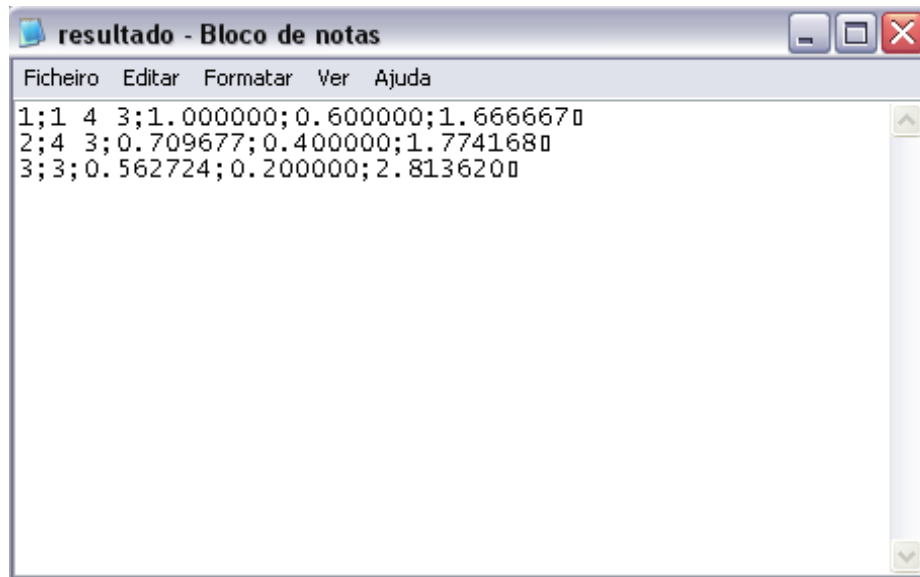 resultado - Bloco de notas
Ficheiro Editar Formatar Ver Ajuda
1;1 4 3;1.000000;0.600000;1.666667▯
2;4 3;0.709677;0.400000;1.774168▯
3;3;0.562724;0.200000;2.813620▯